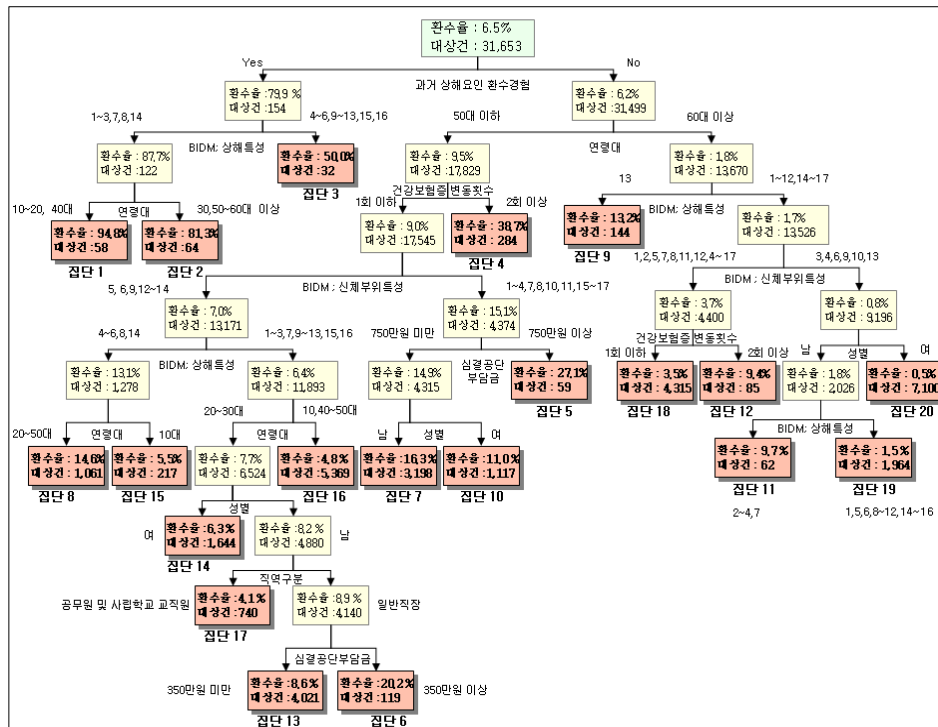 환수율 : 6.5%
대상건 : 31,653
Yes
No
과거 상해요인 환수경험
환수율 :79.9 %
대상건 : 154
환수율 : 6.2%
대상건 : 31,499
1~3,7,8,14
4~6,9~13,15,16
50대 이하
60대 이상
BIDM; 상해특성
연령대
환수율 : 87.7%
대상건 : 122
환수율 : 50.0%
대상건 : 32
집단 3
환수율 : 9.5%
대상건 : 17,829
환수율 : 1.8%
대상건 : 13,670
건강보험증변동횟수
13
1~12,14~17
10~20, 40대
연령대
30,50~60대 이상
1회 이하
2회이상
BIDM; 상해특성
환수율 : 94.8%
대상건 : 58
집단 1
환수율 : 81.3%
대상건 : 64
집단 2
환수율 : 9.0%
대상건 : 17,545
환수율 : 38.7%
대상건 : 284
집단 4
환수율 : 13.2%
대상건 : 144
집단 9
환수율 : 1.7%
대상건 : 13,526
5, 6,9,12~14
BIDM ; 신체부위특성
1~4,7,8,10,11,15~17
1,2,5,7,8,11,12,4~17
3,4,6,9,10,13
BIDM; 신체부위특성
환수율 : 7.0%
대상건 : 13,171
환수율 : 15.1%
대상건 : 4,374
환수율 : 3.7%
대상건 : 4,400
환수율 : 0.8%
대상건 : 9,196
4~6,8,14
BIDM; 상해특성
1~3,7,9~13,15,16
750만원 미만
심결공단
부담금
750만원 이상
건강보험증변동횟수
1회이하
2회 이상
남
성별
여
환수율 : 13.1%
대상건 : 1,278
환수율 : 6.4%
대상건 : 11,893
환수율 : 14.9%
대상건 : 4,315
환수율 : 27.1%
대상건 : 59
집단 5
환수율 : 3.5%
대상건 : 4,315
집단 18
환수율 : 9.4%
대상건 : 85
집단 12
환수율 : 1.8%
대상건 : 2,026
환수율 : 0.5%
대상건 : 7,100
집단 20
20~50대
연령대
10대
20~30대
연령대
10,40~50대
남
성별
여
BIDM; 상해특성
환수율 : 14.6%
대상건 : 1,061
집단 8
환수율 : 5.5%
대상건 : 217
집단 15
환수율 : 7.7%
대상건 : 6,524
환수율 : 4.8%
대상건 : 5,369
집단 16
환수율 : 16.3%
대상건 : 3,198
집단 7
환수율 : 11.0%
대상건 : 1,117
집단 10
환수율 : 9.7%
대상건 : 62
집단 11
환수율 : 1.5%
대상건 : 1,964
집단 19
2~4,7
1,5,6,8~12,14~16
여
성별
남
환수율 : 6.3%
대상건 : 1,644
집단 14
환수율 : 8.2 %
대상건 : 4,880
공무원 및 사립학교 교직원
직역구분
일반직장
환수율 : 4.1%
대상건 : 740
집단 17
환수율 : 8.9 %
대상건 : 4,140
350만원 미만
심결공단부담금
350만원 이상
환수율 : 8.6%
대상건 : 4,021
집단 13
환수율 : 20.2%
대상건 : 119
집단 6